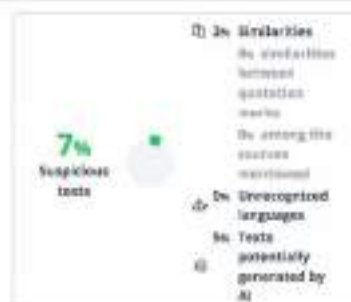 7%
Suspicious
texts
2% Similarities
0% similarities
between
quotation
marks
0% among the
sources
mentioned
0% Unrecognized
languages
5% Texts
potentially
generated by
AI